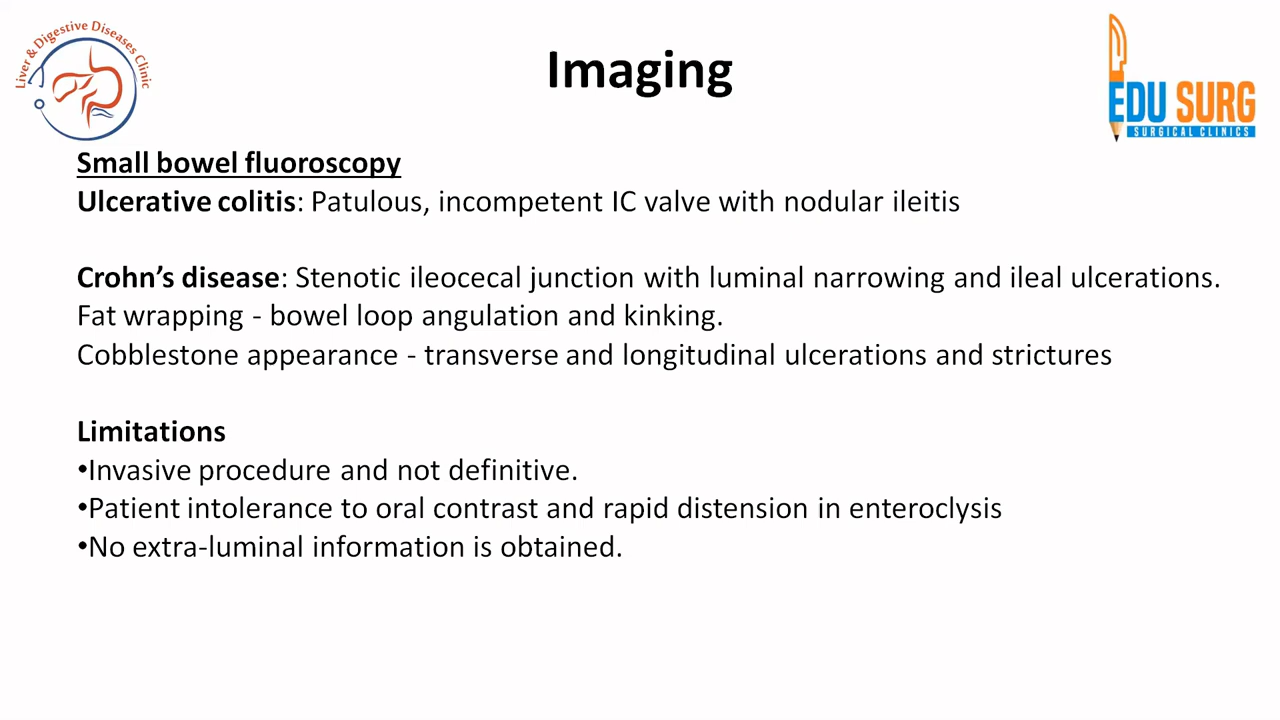 Liver & Digestive Diseases Clinic
Imaging
EDU SURG
SURGICAL CLINICS
Small bowel fluoroscopy
Ulcerative colitis: Patulous, incompetent IC valve with nodular ileitis
Crohn’s disease: Stenotic ileocecal junction with luminal narrowing and ileal ulcerations.
Fat wrapping - bowel loop angulation and kinking.
Cobblestone appearance - transverse and longitudinal ulcerations and strictures
Limitations
•Invasive procedure and not definitive.
•Patient intolerance to oral contrast and rapid distension in enteroclysis
•No extra-luminal information is obtained.